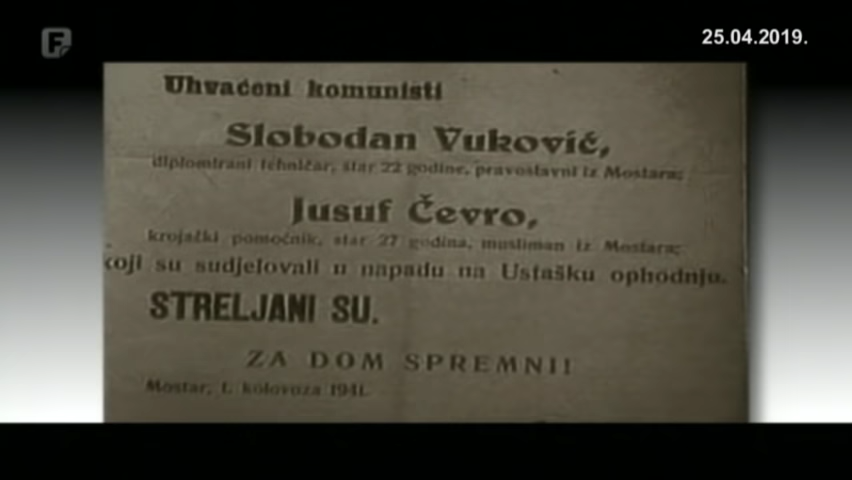 F
25.04.2019.
Uhvaćeni komunisti
Slobodan Vuković,
diplomirani tehničar, star 22 godine, pravoslavni iz Mostara;
Jusuf Čevro,
krojački pomoćnik, star 27 godina, musliman iz Mostara;
koji su sudjelovali u napadu na Ustašku ophodnju.
STRELJANI SU.
ZA DOM SPREMNI!
Mostar, 1. kolovoza 1941.